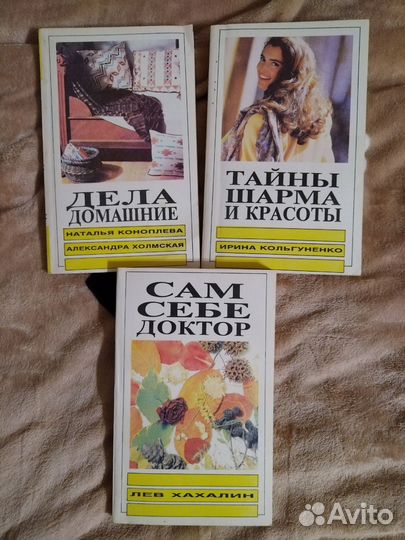 ДЕЛА
ДОМАШНИЕ
НАТАЛЬЯ КОНОПЛЕВА
АЛЕКСАНДРА ХОЛМСКАЯ
ТАЙНЫ
ШАРМА
И КРАСОТЫ
ИРИНА КОЛЬГУНЕНКО
САМ
СЕБЕ
ДОКТОР
ЛЕВ ХАХАЛИН
Avito